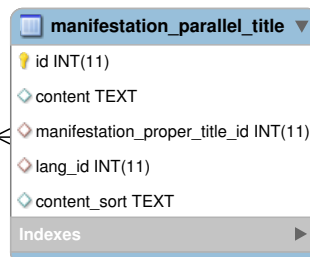 manifestation_parallel_title
id INT(11)
content TEXT
manifestation_proper_title_id INT(11)
lang_id INT(11)
content_sort TEXT
Indexes